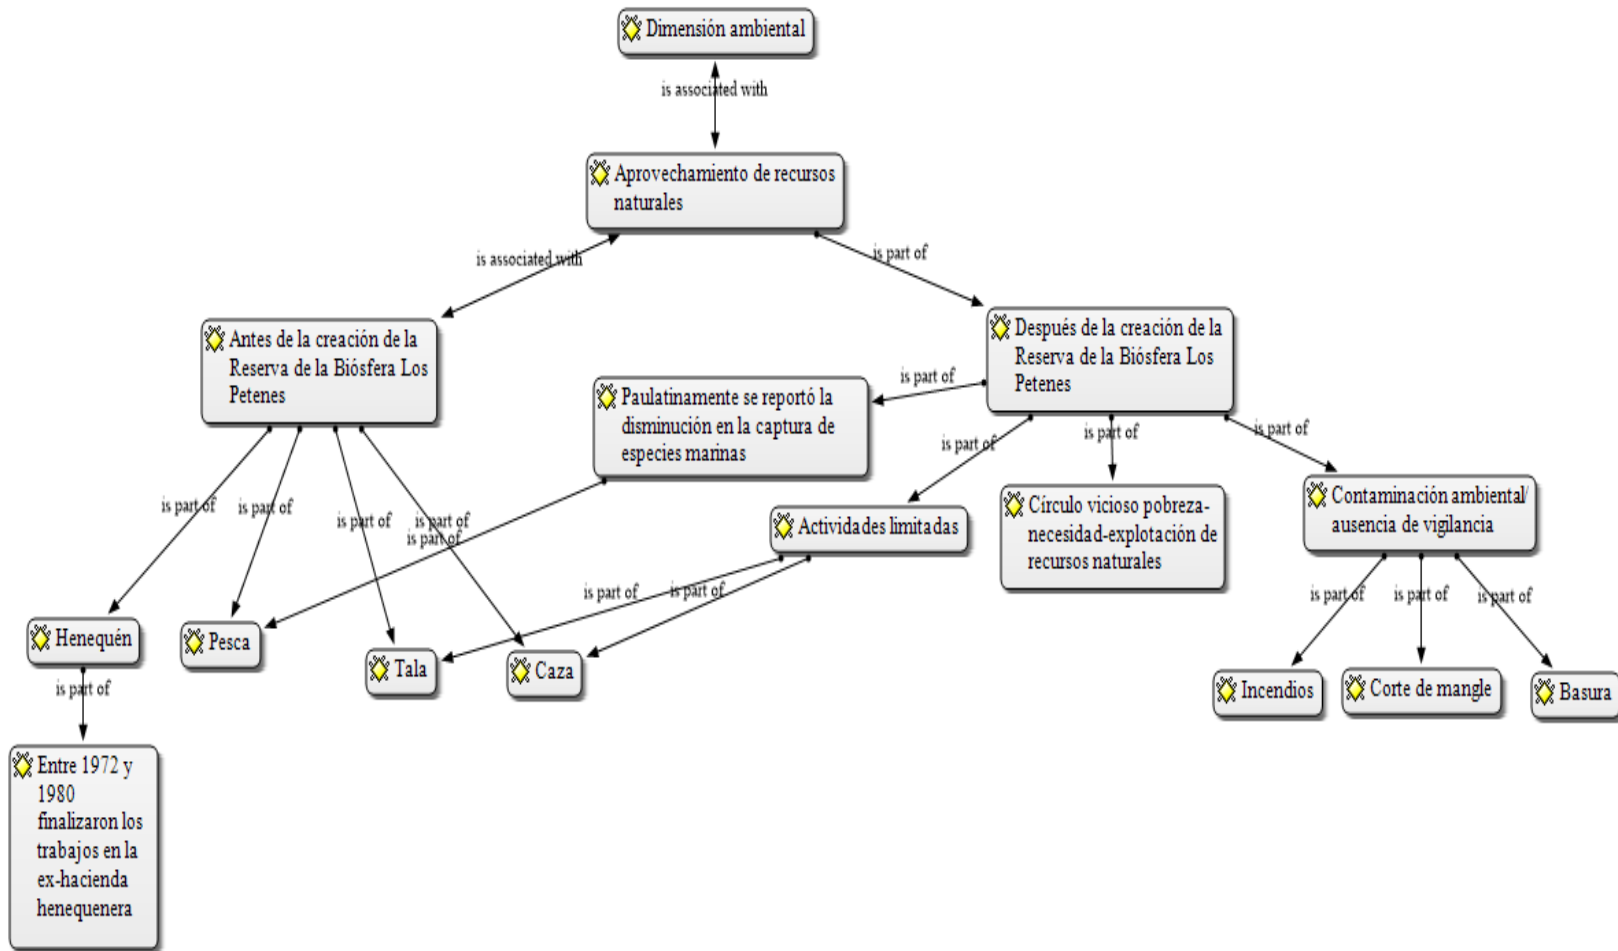 Dimensión ambiental
is associated with
Aprovechamiento de recursos
naturales
is associated with
is part of
Antes de la creación de la
Reserva de la Biósfera Los
Petenes
Después de la creación de la
Reserva de la Biósfera Los
Petenes
is part of
Paulatinamente se reportó la
disminución en la captura de
especies marinas
is part of
is part of
is part of
Actividades limitadas
Círculo vicioso pobreza-
necesidad-explotación de
recursos naturales
Contaminación ambiental/
ausencia de vigilancia
is part of
is part of
is part of
is part of
is part of
is part of
is part of
is part of
is part of
is part of
Henequén
Pesca
Tala
Caza
Incendios
Corte de mangle
Basura
is part of
Entre 1972 y
1980
finalizaron los
trabajos en la
ex-hacienda
henequenera